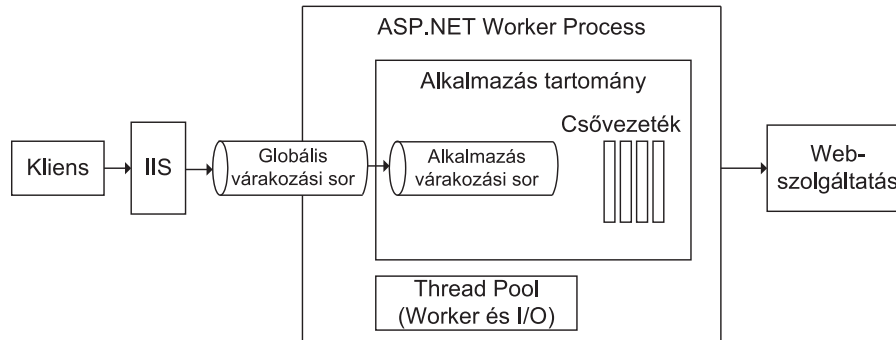 ASP.NET Worker Process
Alkalmazás tartomány
Csővezeték
Kliens
IIS
Globális
várakozási sor
Alkalmazás
várakozási sor
Web-
szolgáltatás
Thread Pool
(Worker és I/O)